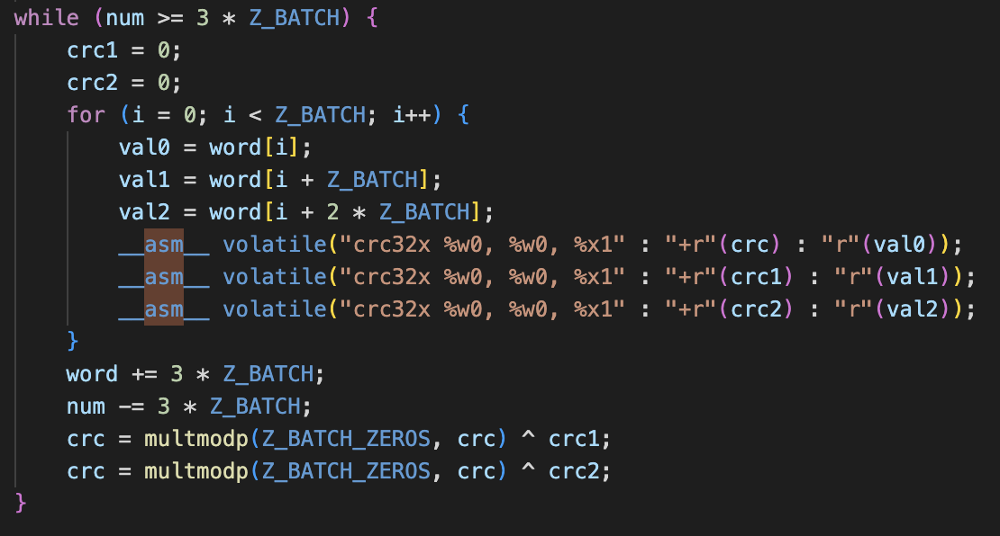 while (num >= 3 * Z_BATCH) {
    crc1 = 0;
    crc2 = 0;
    for (i = 0; i < Z_BATCH; i++) {
        val0 = word[i];
        val1 = word[i + Z_BATCH];
        val2 = word[i + 2 * Z_BATCH];
        __asm__ volatile("crc32x %w0, %w0, %x1" : "+r"(crc) : "r"(val0));
        __asm__ volatile("crc32x %w0, %w0, %x1" : "+r"(crc1) : "r"(val1));
        __asm__ volatile("crc32x %w0, %w0, %x1" : "+r"(crc2) : "r"(val2));
    }
    word += 3 * Z_BATCH;
    num -= 3 * Z_BATCH;
    crc = multmodp(Z_BATCH_ZEROS, crc) ^ crc1;
    crc = multmodp(Z_BATCH_ZEROS, crc) ^ crc2;
}